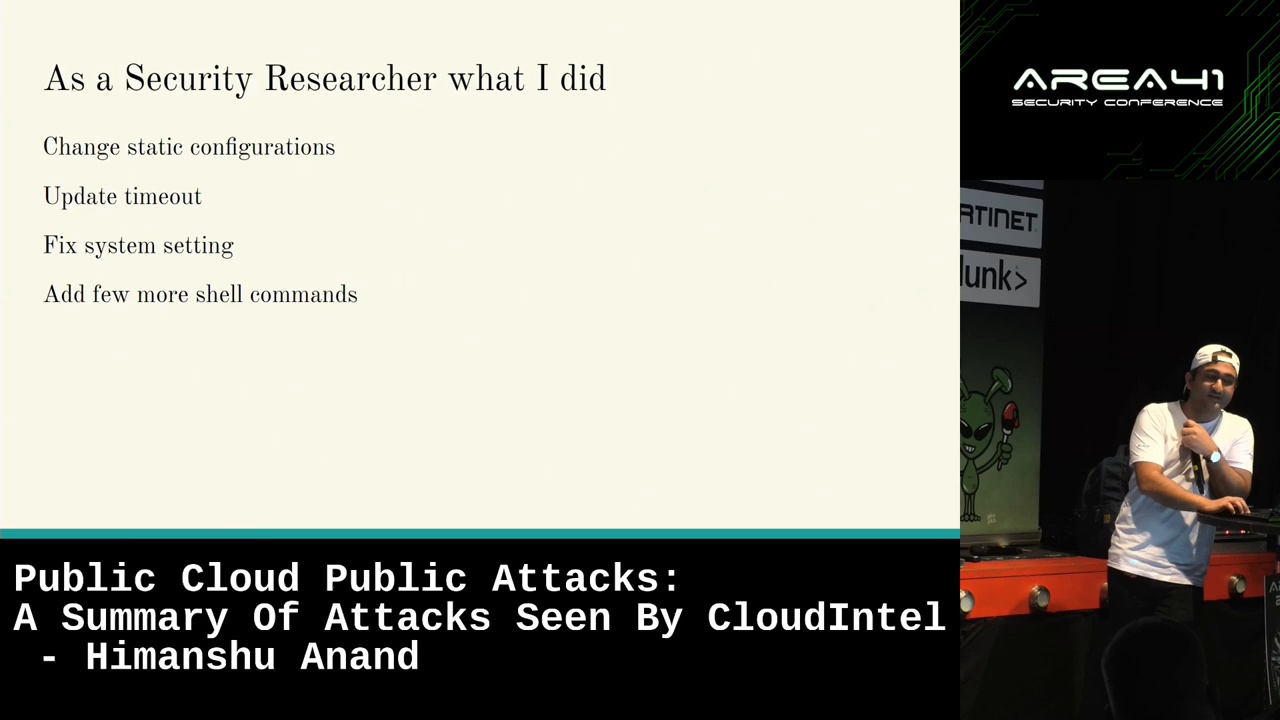 As a Security Researcher what I did
Change static configurations
Update timeout
Fix system setting
Add few more shell commands
AREA41
SECURITY CONFERENCE
RTINET
lunk>
Public Cloud Public Attacks:
A Summary Of Attacks Seen By CloudIntel
- Himanshu Anand